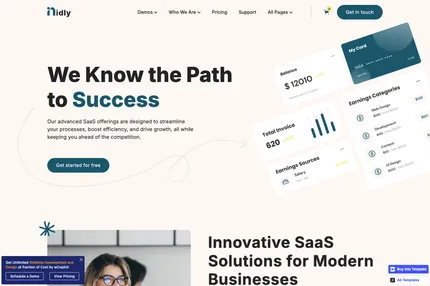 nidly
Demos
Who We Are
Pricing
Support
All Pages
Get in touch
We Know the Path
to Success
Our advanced SaaS offerings are designed to streamline
your processes, boost efficiency, and drive growth, all while
keeping you ahead of the competition.
Get started for free
Balance
$ 12010
My Card
Total Invoice
620
Earnings Sources
Salary
Earnings Categories
Web Design
Development
Content
UI Design
Innovative SaaS
Solutions for Modern
Businesses
Get Unlimited Webflow Development and
Design at Fraction of Cost by wCopilot
Schedule a Demo
View Pricing
Buy this Template
All Templates